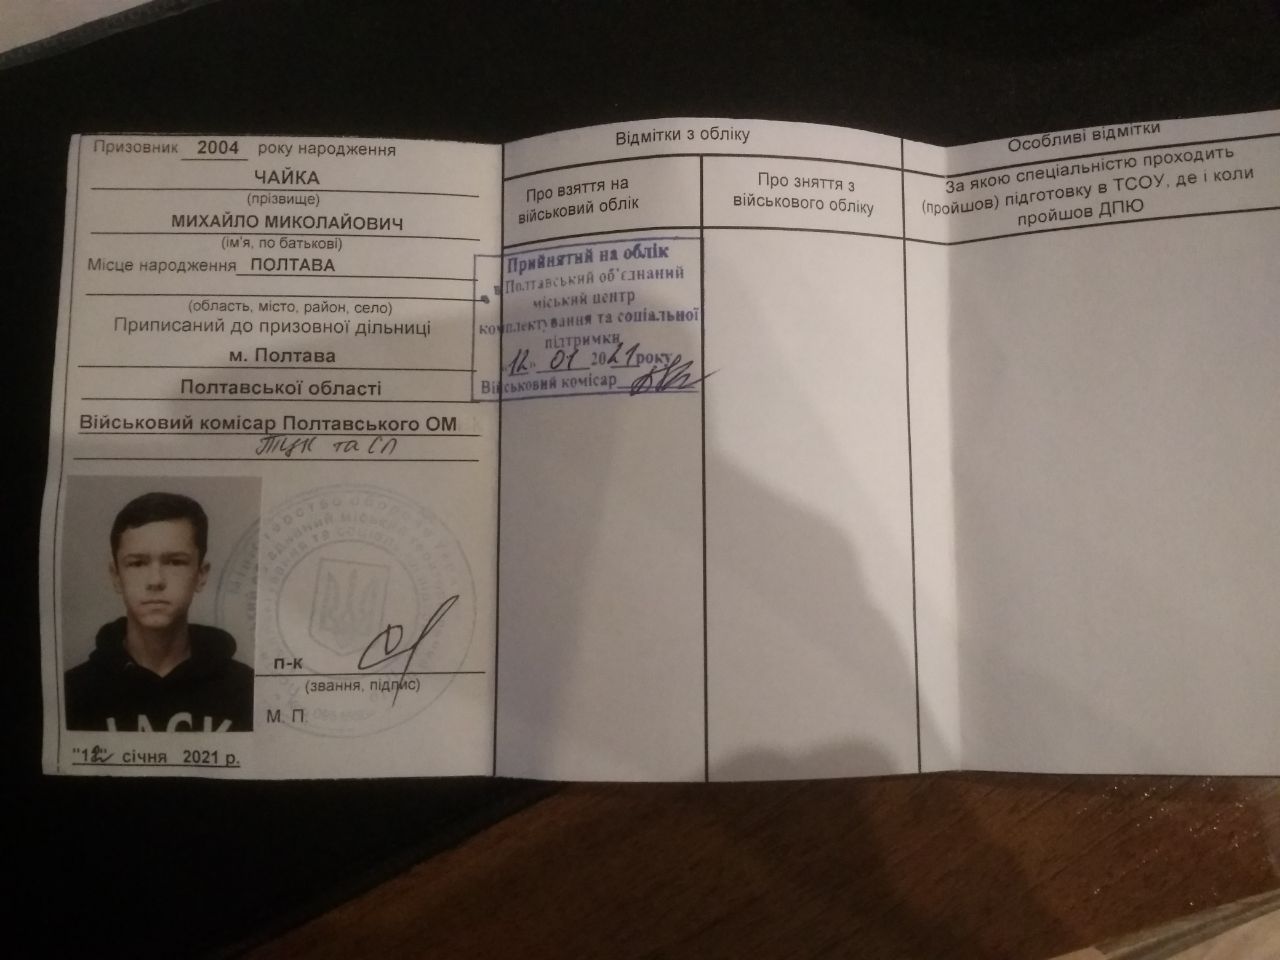 Призовник 2004 року народження
ЧАЙКА
(прізвище)
МИХАЙЛО МИКОЛАЙОВИЧ
(ім'я, по батькові)
Місце народження ПОЛТАВА
(область, місто, район, село)
Приписаний до призовної дільниці
м. Полтава
Полтавської області
Військовий комісар Полтавського ОМ
ТЦК та СП
п-к
(звання, підпис)
М. П.
"12" січня 2021 р.
Відмітки з обліку
Про взяття на
військовий облік
Прийнятий на облік
в Полтавський об'єднаний
міський центр
комплектування та соціальної
підтримки
"12" 01 2021 року
Військовий комісар
Про зняття з
військового обліку
Особливі відмітки
За якою спеціальністю проходить
(пройшов) підготовку в ТСОУ, де і коли
пройшов ДПЮ